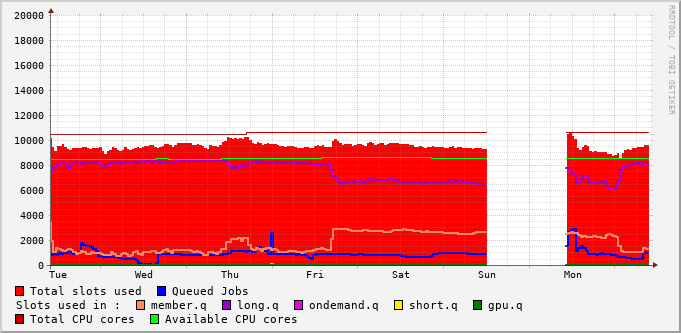 RRDTOOL / TOBI OETIKER
20000
18000
16000
14000
12000
10000
8000
6000
4000
2000
0
Tue Wed Thu Fri Sat Sun Mon
Total slots used Queued Jobs
Slots used in : member.q long.q ondemand.q short.q gpu.q
Total CPU cores Available CPU cores